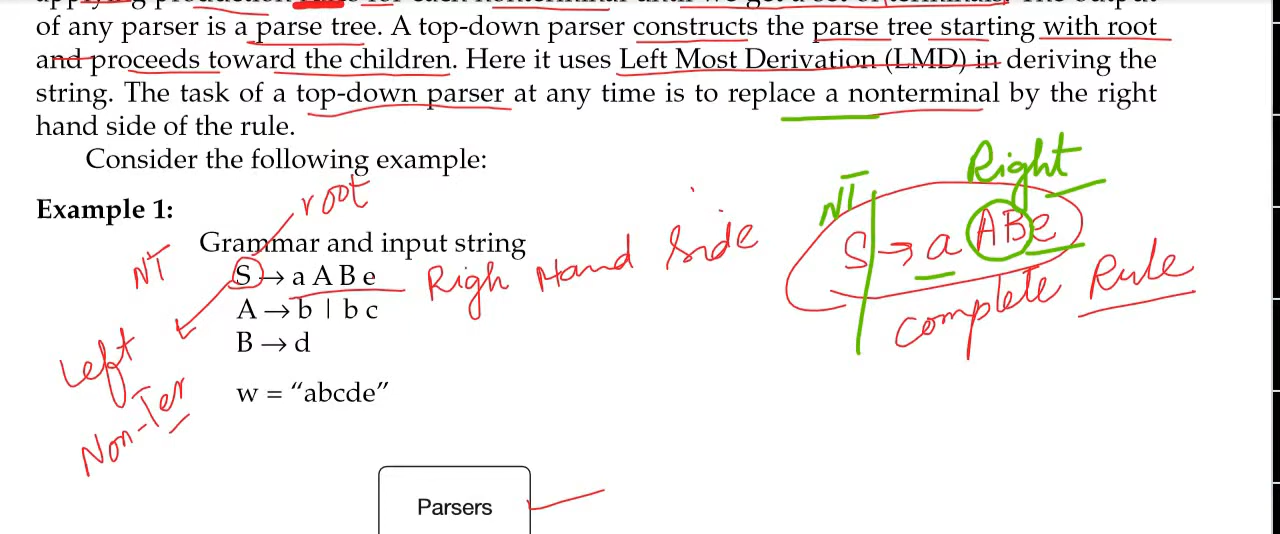 of any parser is a parse tree. A top-down parser constructs the parse tree starting with root
and proceeds toward the children. Here it uses Left Most Derivation (LMD) in deriving the
string. The task of a top-down parser at any time is to replace a nonterminal by the right
hand side of the rule.
Consider the following example:
Right
NT
root
Example 1:
Grammar and input string
S → a A B e
Righ Hand Side
S → a A B e
NT
A → b | b c
complete Rule
B → d
Left
Non-Ter
w = “abcde”
Parsers